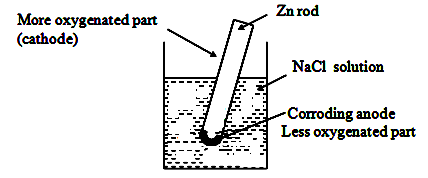 Zn rod
More oxygenated part
(cathode)
NaCl solution
Corroding anode
Less oxygenated part